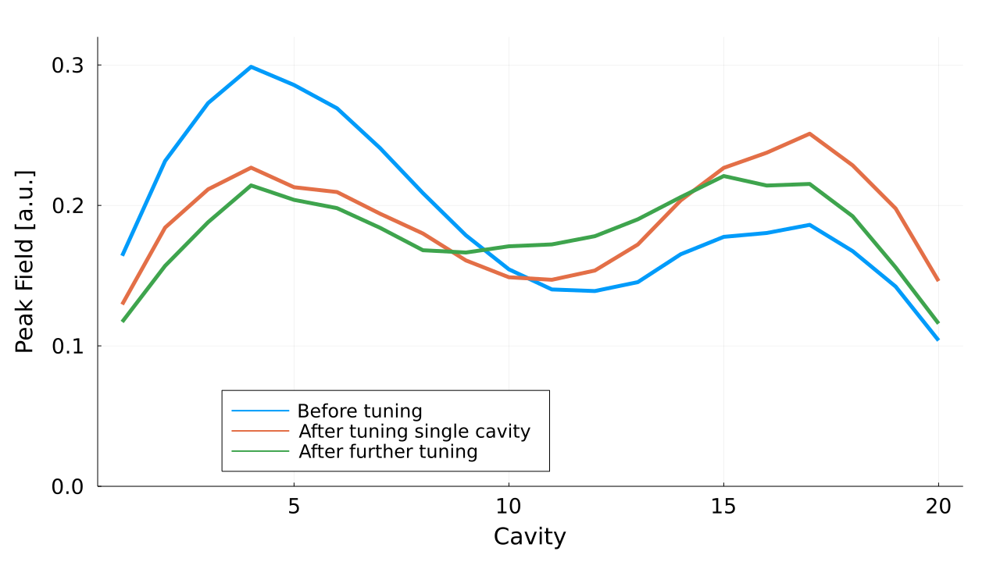 0.3
0.2
0.1
0.0
Peak Field [a.u.]
Before tuning
After tuning single cavity
After further tuning
5 10 15 20
Cavity